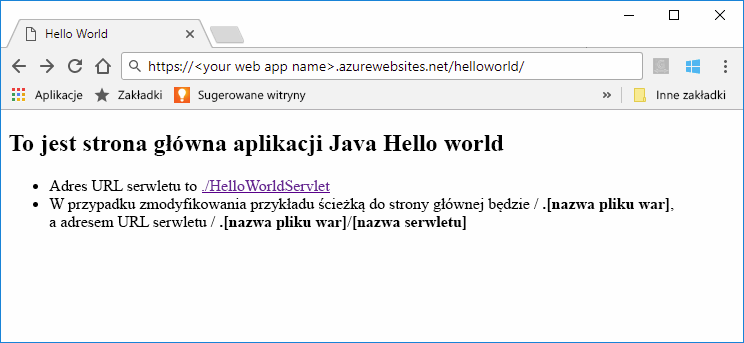 Hello World
https://<your web app name>.azurewebsites.net/helloworld/
Aplikacje Zakładki Sugerowane witryny » Inne zakładki
To jest strona główna aplikacji Java Hello world
• Adres URL serwletu to ./HelloWorldServlet
• W przypadku zmodyfikowania przykładu ścieżką do strony głównej będzie / .[nazwa pliku war],
a adresem URL serwletu / .[nazwa pliku war]/[nazwa serwletu]